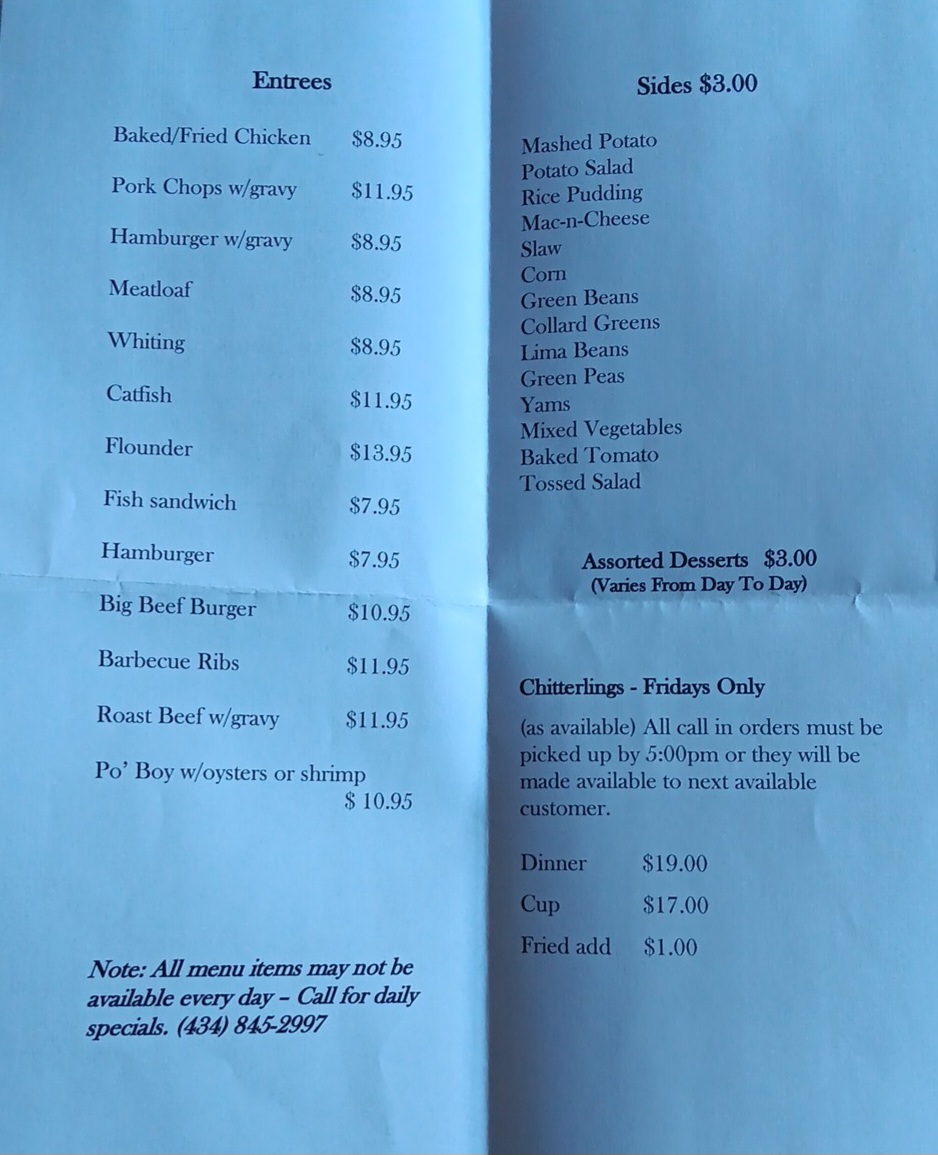 Entrees
Baked/Fried Chicken $8.95
Pork Chops w/gravy $11.95
Hamburger w/gravy $8.95
Meatloaf $8.95
Whiting $8.95
Catfish $11.95
Flounder $13.95
Fish sandwich $7.95
Hamburger $7.95
Big Beef Burger $10.95
Barbecue Ribs $11.95
Roast Beef w/gravy $11.95
Po' Boy w/oysters or shrimp
$ 10.95
Note: All menu items may not be
available every day – Call for daily
specials. (434) 845-2997
Sides $3.00
Mashed Potato
Potato Salad
Rice Pudding
Mac-n-Cheese
Slaw
Corn
Green Beans
Collard Greens
Lima Beans
Green Peas
Yams
Mixed Vegetables
Baked Tomato
Tossed Salad
Assorted Desserts $3.00
(Varies From Day To Day)
Chitterlings - Fridays Only
(as available) All call in orders must be
picked up by 5:00pm or they will be
made available to next available
customer.
Dinner $19.00
Cup $17.00
Fried add $1.00